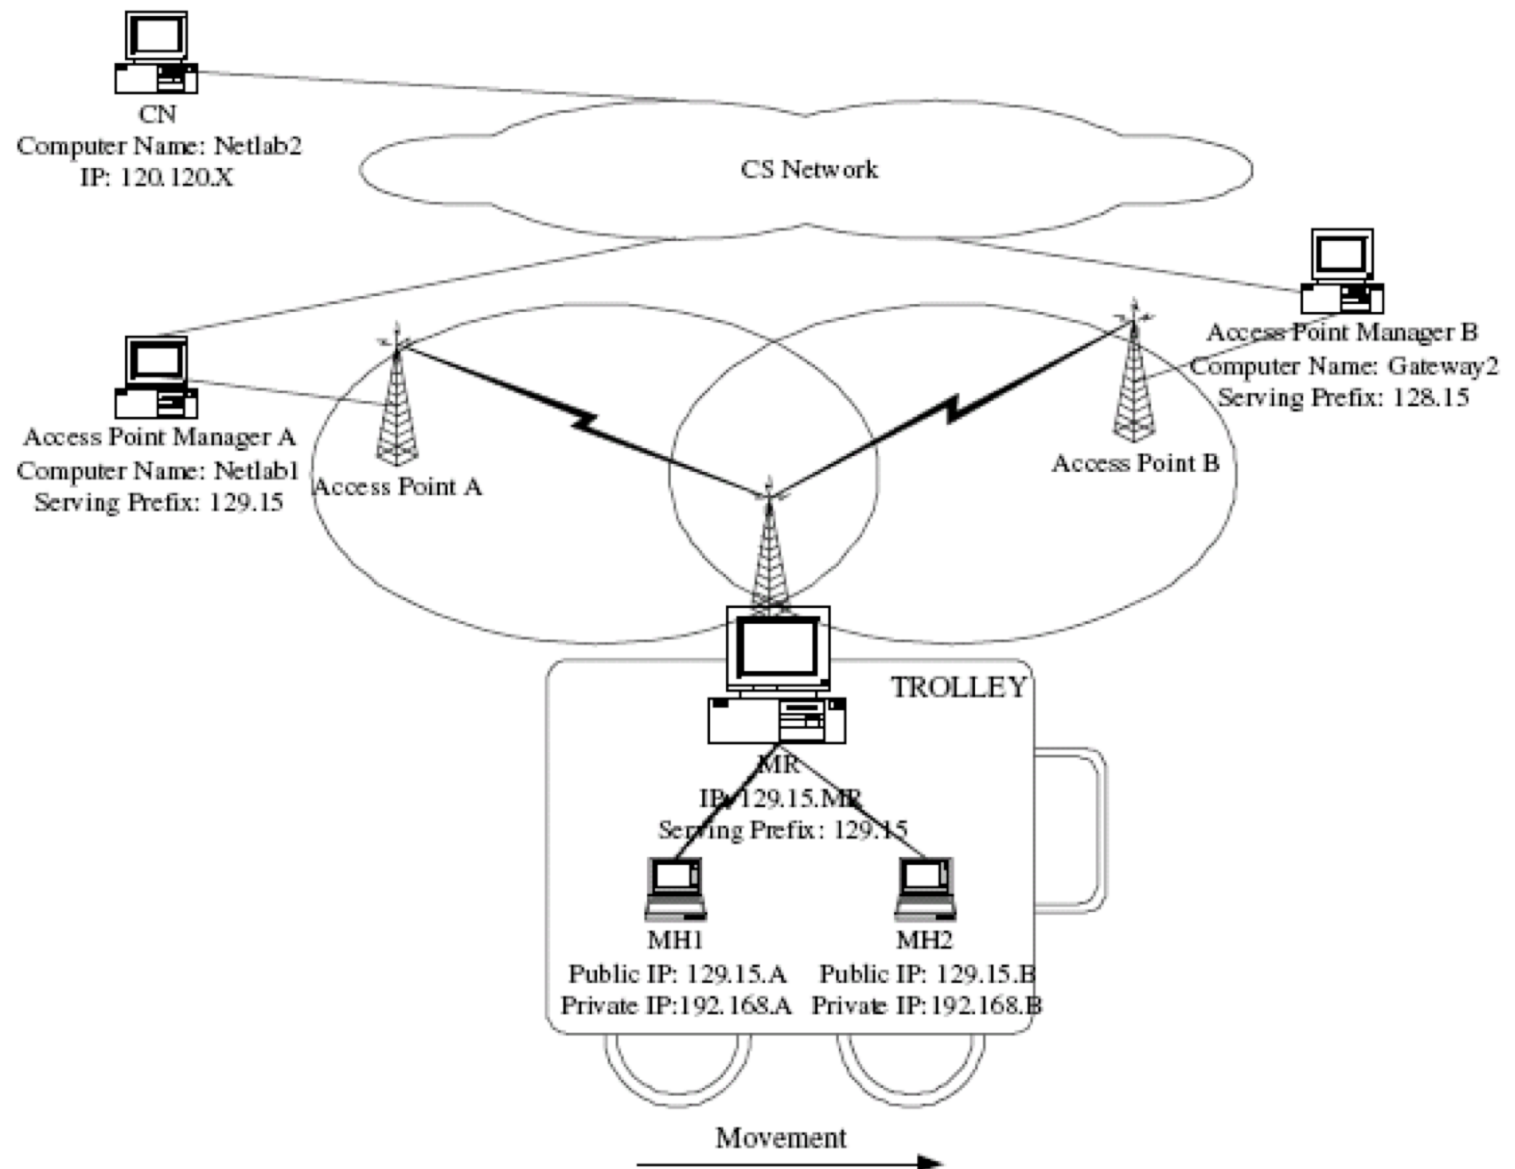 CN
Computer Name: Netlab2
IP: 120.120.X
CS Network
Access Point Manager B
Computer Name: Gateway2
Serving Prefix: 128.15
Access Point Manager A
Computer Name: Netlab1
Serving Prefix: 129.15
Access Point A
Access Point B
TROLLEY
MR
IP: 129.15.MR
Serving Prefix: 129.15
MH1
Public IP: 129.15.A
Private IP:192.168.A
MH2
Public IP: 129.15.B
Private IP:192.168.B
Movement